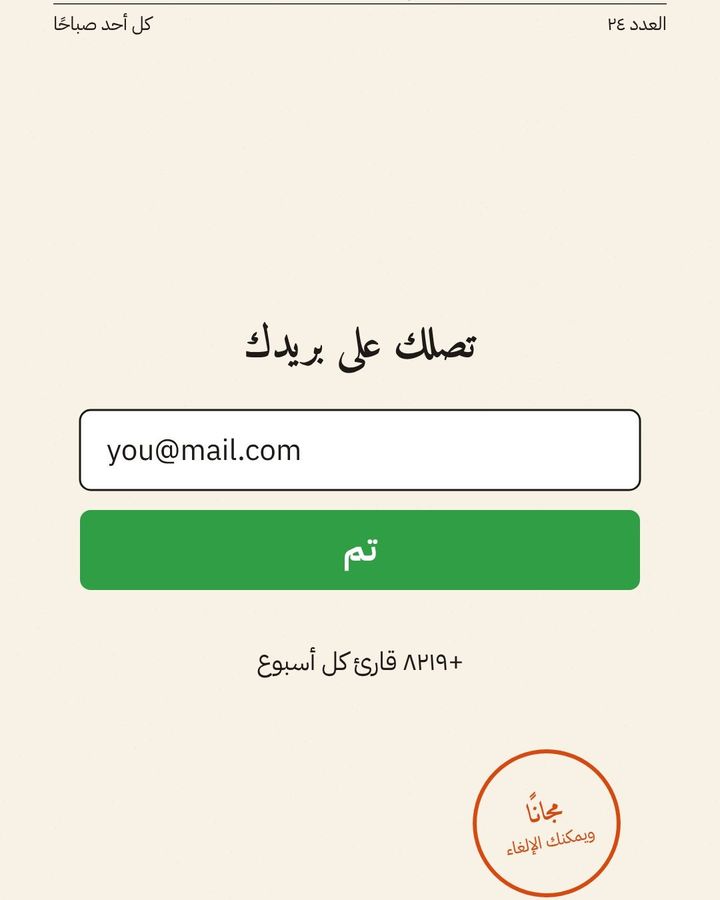 العدد ٢٤
كل أحد صباحًا
تصلك على بريدك
you@mail.com
تم
+٨٢١٩ قارئ كل أسبوع
مجانًا
ويمكنك الإلغاء